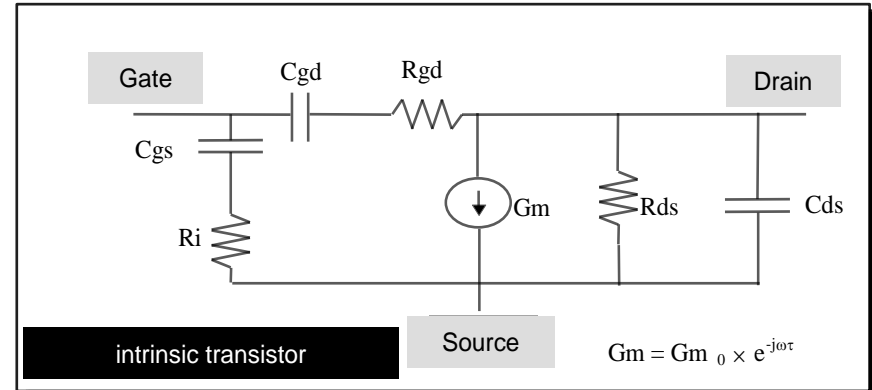 Gate
Cgd
Rgd
Drain
Cgs
Gm
Rds
Cds
Ri
intrinsic transistor
Source
Gm = Gm 0 × e-jωτ